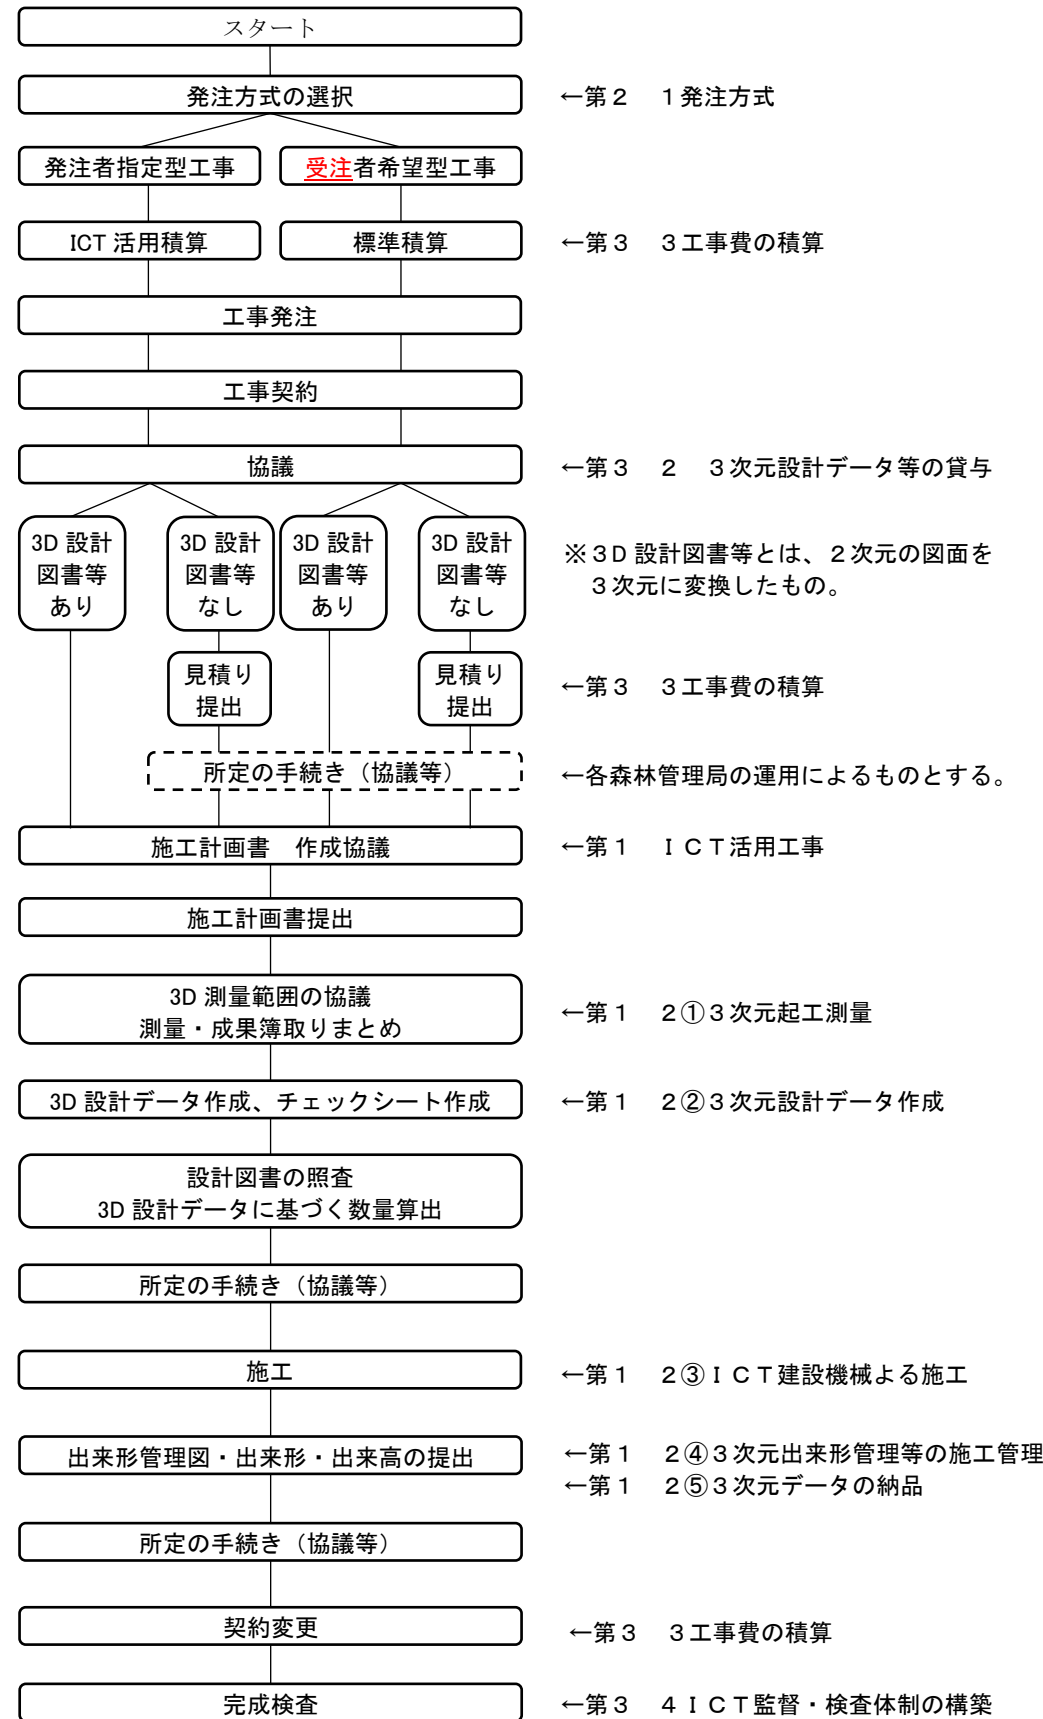 スタート
発注方式の選択
←第２　１発注方式
発注者指定型工事
受注者希望型工事
ICT 活用積算
標準積算
←第３　３工事費の積算
工事発注
工事契約
協議
←第３　２　３次元設計データ等の貸与
3D 設計
図書等
あり
3D 設計
図書等
なし
3D 設計
図書等
あり
3D 設計
図書等
なし
※３D 設計図書等とは、２次元の図面を
３次元に変換したもの。
見積り
提出
見積り
提出
←第３　３工事費の積算
所定の手続き（協議等）
←各森林管理局の運用によるものとする。
施工計画書　作成協議
←第１　ＩＣＴ活用工事
施工計画書提出
3D 測量範囲の協議
測量・成果簿取りまとめ
←第１　２①３次元起工測量
3D 設計データ作成、チェックシート作成
←第１　２②３次元設計データ作成
設計図書の照査
3D 設計データに基づく数量算出
所定の手続き（協議等）
施工
←第１　２③ＩＣＴ建設機械よる施工
出来形管理図・出来形・出来高の提出
←第１　２④３次元出来形管理等の施工管理
←第１　２⑤３次元データの納品
所定の手続き（協議等）
契約変更
←第３　３工事費の積算
完成検査
←第３　４ＩＣＴ監督・検査体制の構築